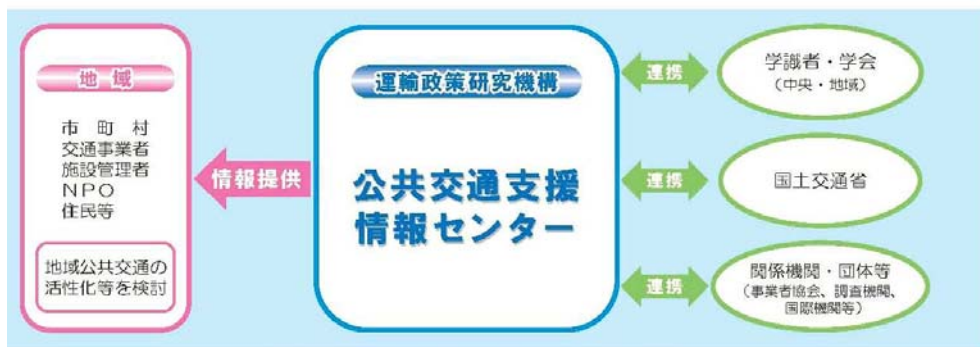 地域
市町村
交通事業者
施設管理者
NPO
住民等
地域公共交通の
活性化等を検討
情報提供
運輸政策研究機構
公共交通支援
情報センター
連携
学識者・学会
（中央・地域）
連携
国土交通省
連携
関係機関・団体等
（事業者協会、調査機関、
国際機関等）